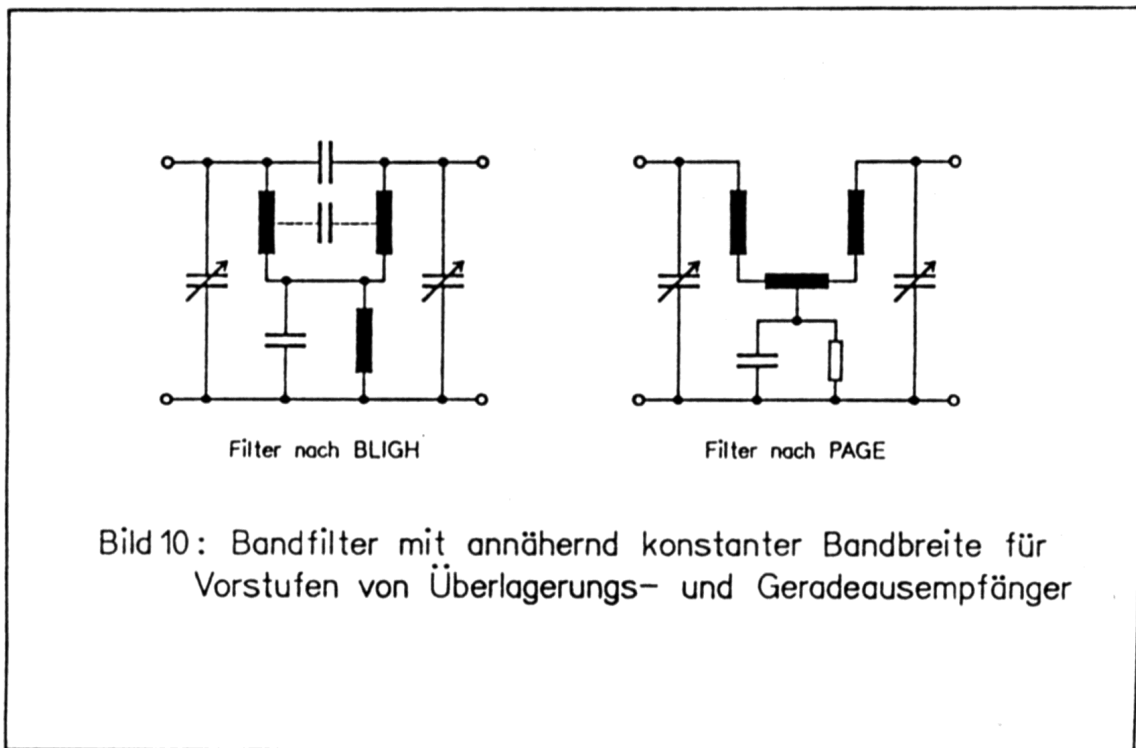 Filter nach BLIGH
Filter nach PAGE
Bild 10: Bandfilter mit annähernd konstanter Bandbreite für
Vorstufen von Überlagerungs- und Geradeausempfänger